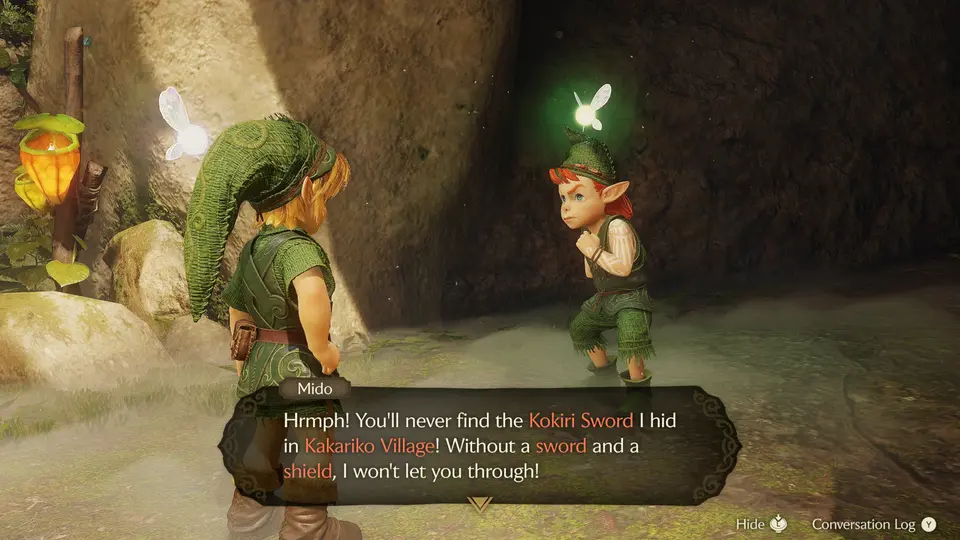 Mido
Hrmph! You'll never find the Kokiri Sword I hid
in Kakariko Village! Without a sword and a
shield, I won't let you through!
Hide
Conversation Log Y